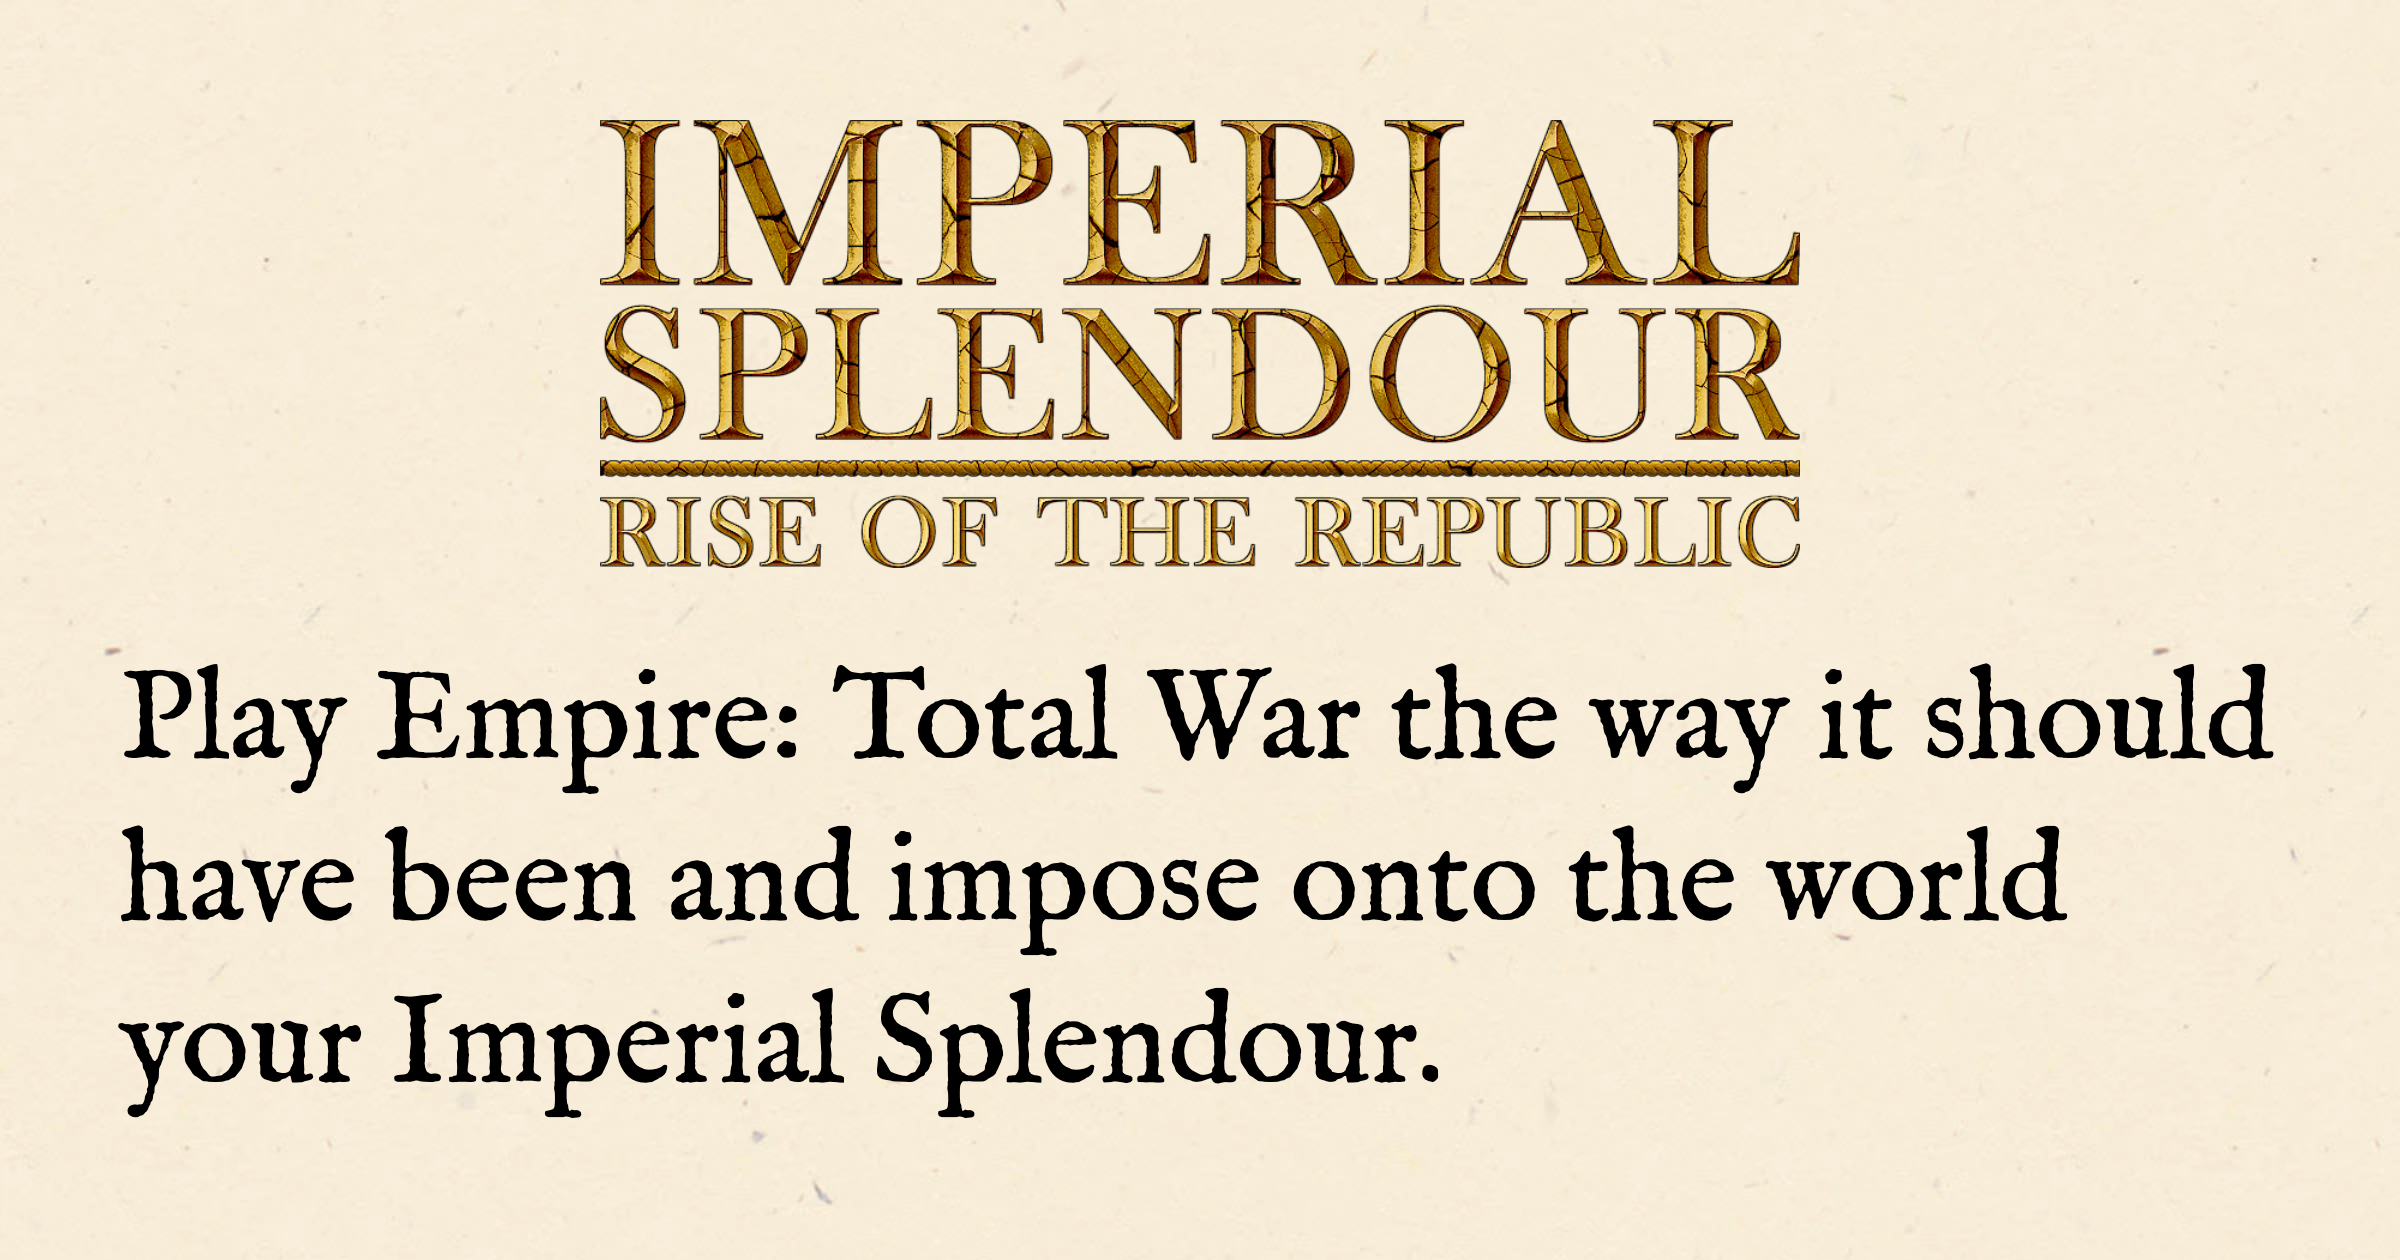 IMPERIAL
SPLENDOUR
RISE OF THE REPUBLIC
Play Empire: Total War the way it should
have been and impose onto the world
your Imperial Splendour.